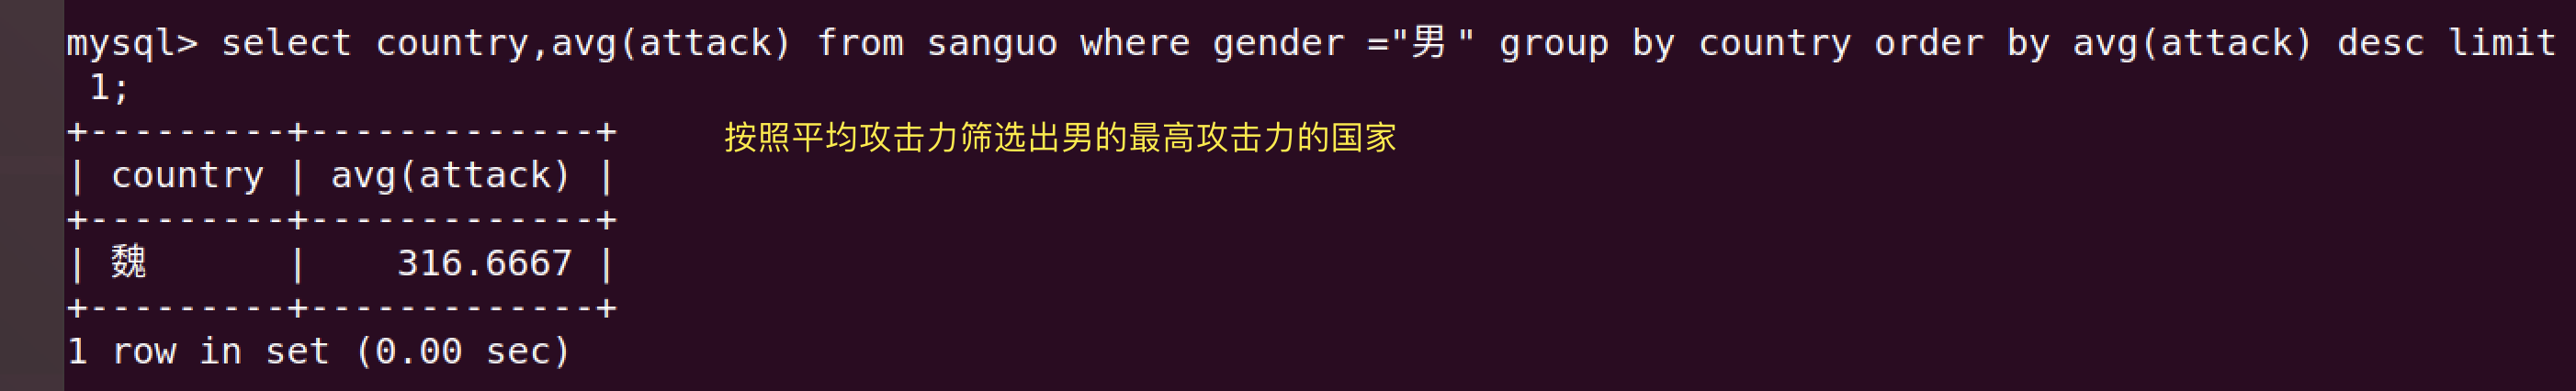 mysql> select country,avg(attack) from sanguo where gender ="男" group by country order by avg(attack) desc limit
 1;
+---------+-------------+
按照平均攻击力筛选出男的最高攻击力的国家
| country | avg(attack) |
+---------+-------------+
| 魏      |    316.6667 |
+---------+-------------+
1 row in set (0.00 sec)